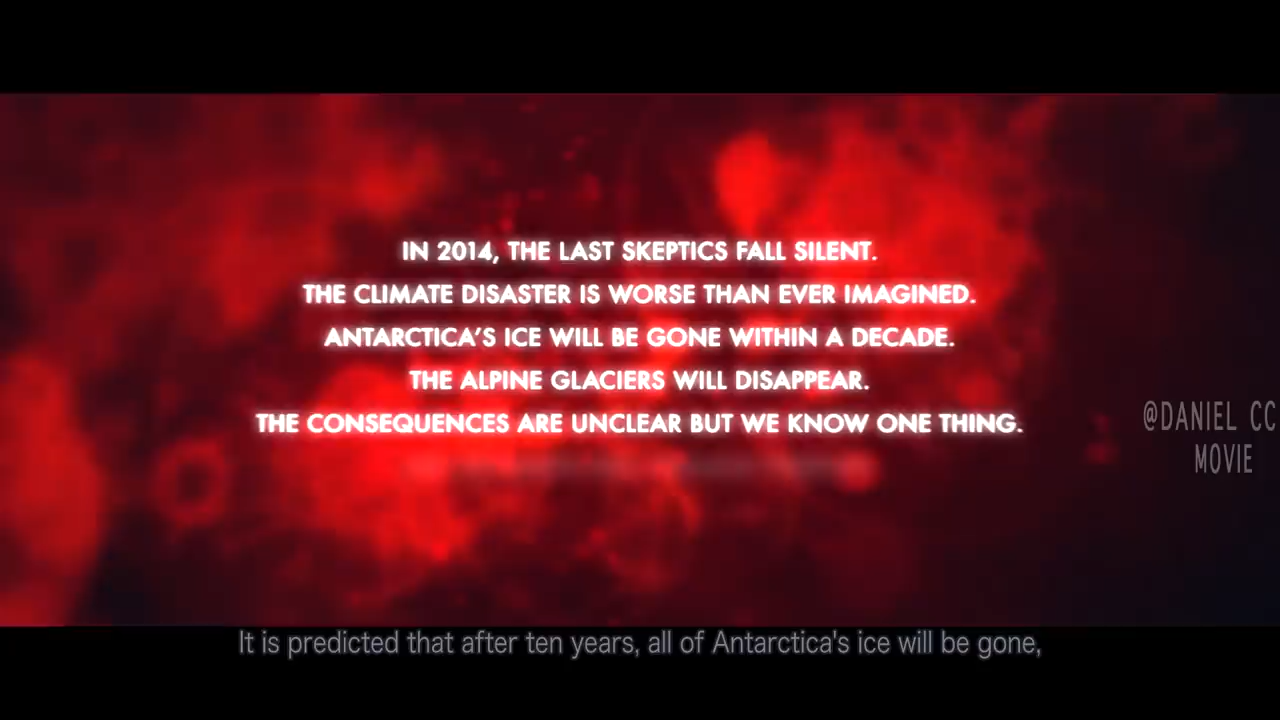 IN 2014, THE LAST SKEPTICS FALL SILENT.
THE CLIMATE DISASTER IS WORSE THAN EVER IMAGINED.
ANTARCTICA'S ICE WILL BE GONE WITHIN A DECADE.
THE ALPINE GLACIERS WILL DISAPPEAR.
THE CONSEQUENCES ARE UNCLEAR BUT WE KNOW ONE THING.
@DANIEL CC
MOVIE
It is predicted that after ten years, all of Antarctica's ice will be gone,